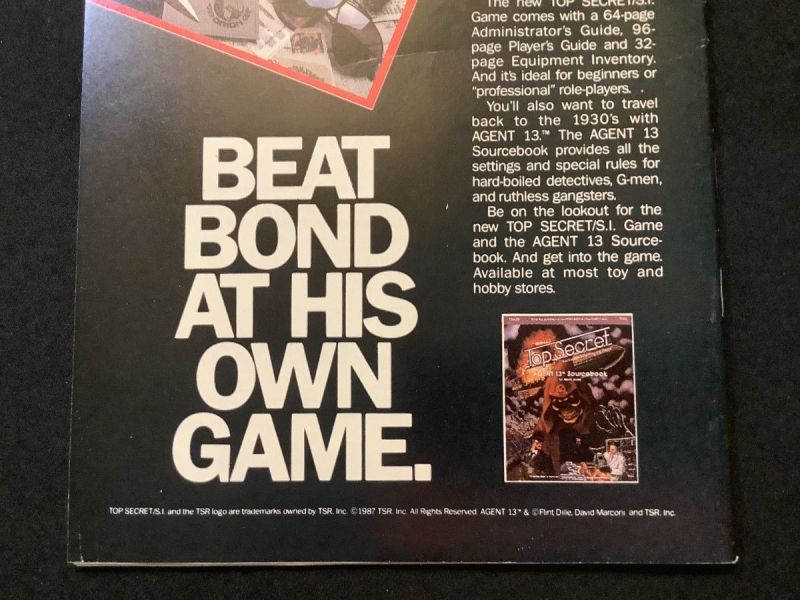 ORION
The new TOP SECRET/S.I.
Game comes with a 64-page
Administrator's Guide, 96-
page Player's Guide and 32-
page Equipment Inventory.
And it's ideal for beginners or
"professional" role-players.
You'll also want to travel
back to the 1930's with
AGENT 13.™ The AGENT 13
Sourcebook provides all the
settings and special rules for
hard-boiled detectives, G-men,
and ruthless gangsters.
Be on the lookout for the
new TOP SECRET/S.I. Game
and the AGENT 13 Source-
book. And get into the game.
Available at most toy and
hobby stores.
BEAT
BOND
AT HIS
OWN
GAME.
Top Secret
AGENT 13™ Sourcebook
TOP SECRET/S.I. and the TSR logo are trademarks owned by TSR, Inc. ©1987 TSR, Inc. All Rights Reserved. AGENT 13™ & ©Flint Dille, David Marconi and TSR, Inc.